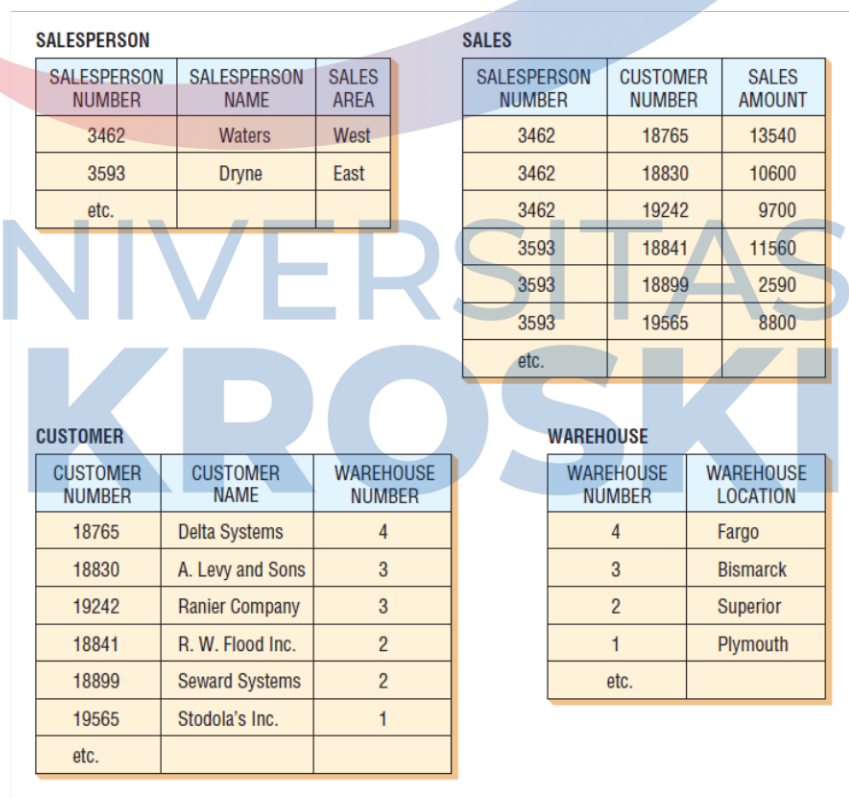 SALESPERSON
SALESPERSON NUMBER SALESPERSON NAME SALES AREA
3462 Waters West
3593 Dryne East
etc.
SALES
SALESPERSON NUMBER CUSTOMER NUMBER SALES AMOUNT
3462 18765 13540
3462 18830 10600
3462 19242 9700
3593 18841 11560
3593 18899 2590
3593 19565 8800
etc.
NIVERSITAS
KROSKI
CUSTOMER
CUSTOMER NUMBER CUSTOMER NAME WAREHOUSE NUMBER
18765 Delta Systems 4
18830 A. Levy and Sons 3
19242 Ranier Company 3
18841 R. W. Flood Inc. 2
18899 Seward Systems 2
19565 Stodola's Inc. 1
etc.
WAREHOUSE
WAREHOUSE NUMBER WAREHOUSE LOCATION
4 Fargo
3 Bismarck
2 Superior
1 Plymouth
etc.